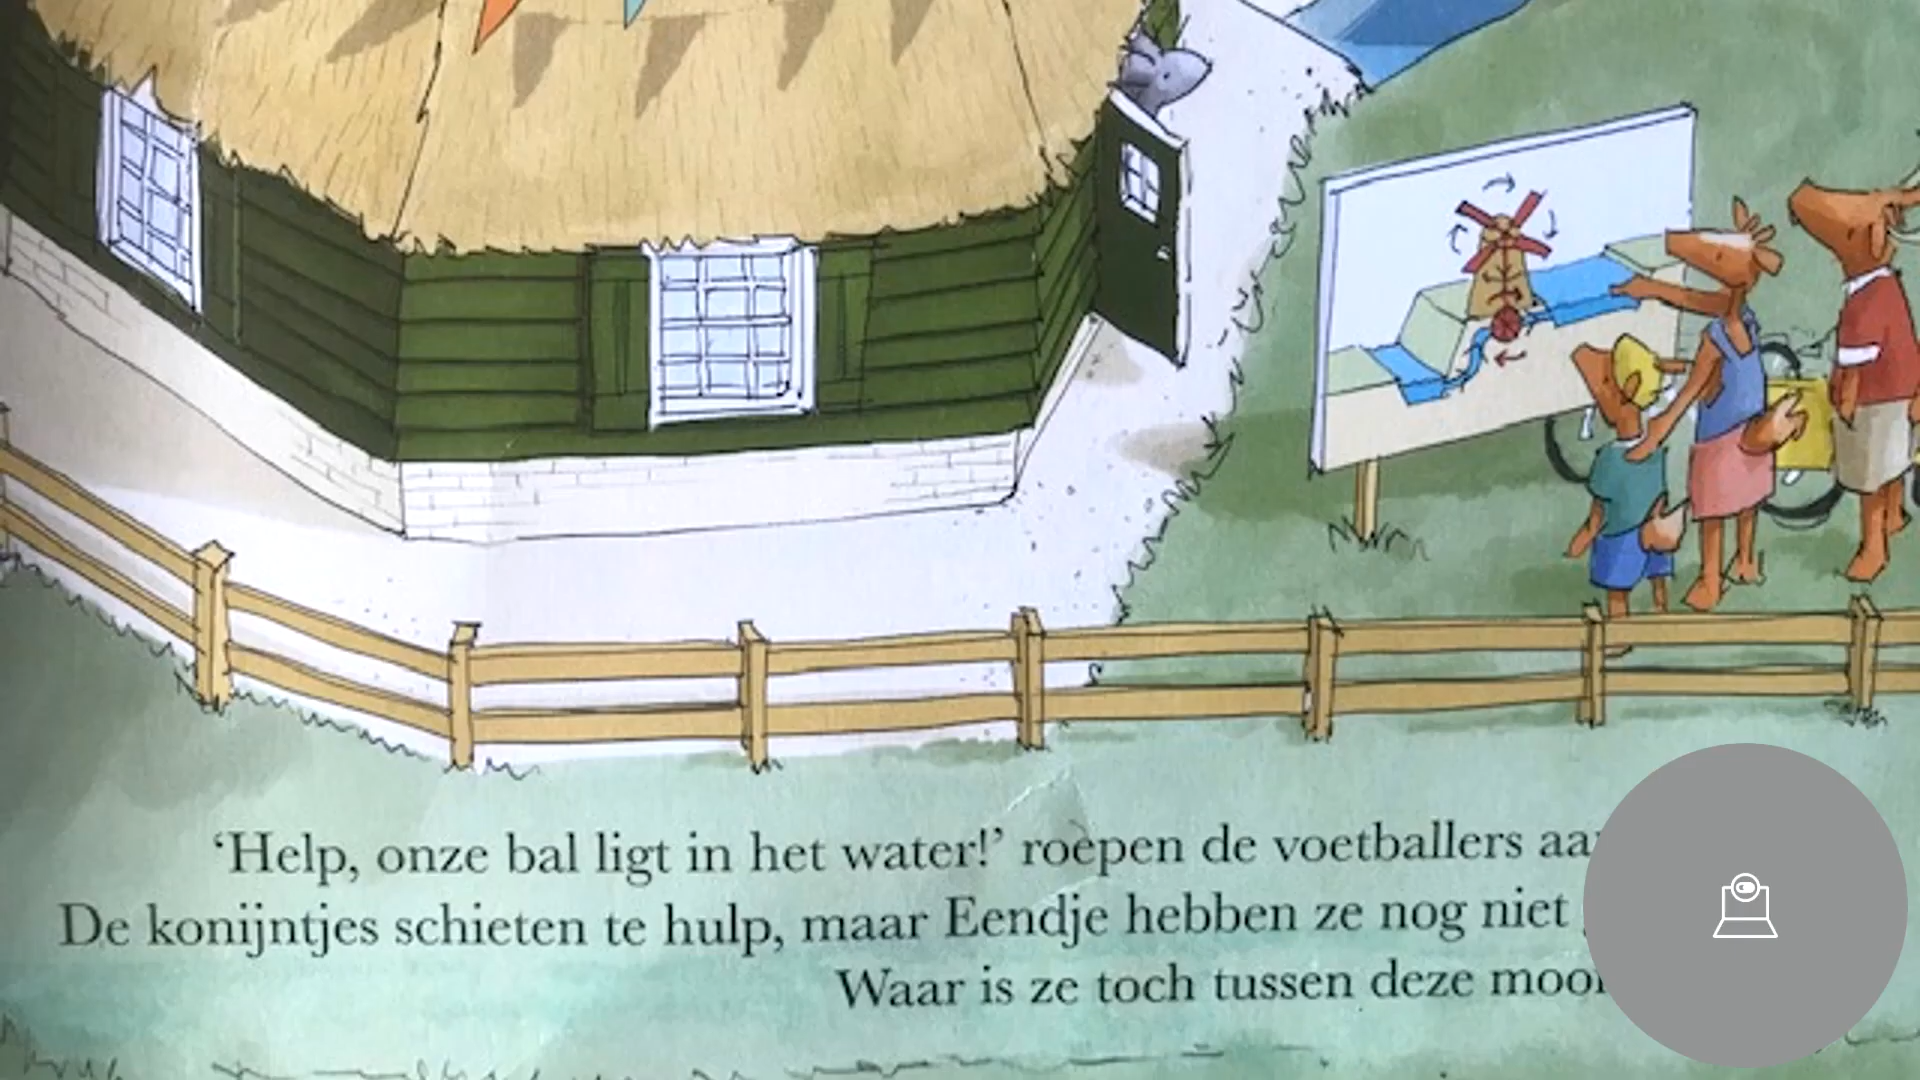 ‘Help, onze bal ligt in het water!’ roepen de voetballers
De konijntjes schieten te hulp, maar Eendje hebben ze nog niet
Waar is ze toch tussen deze